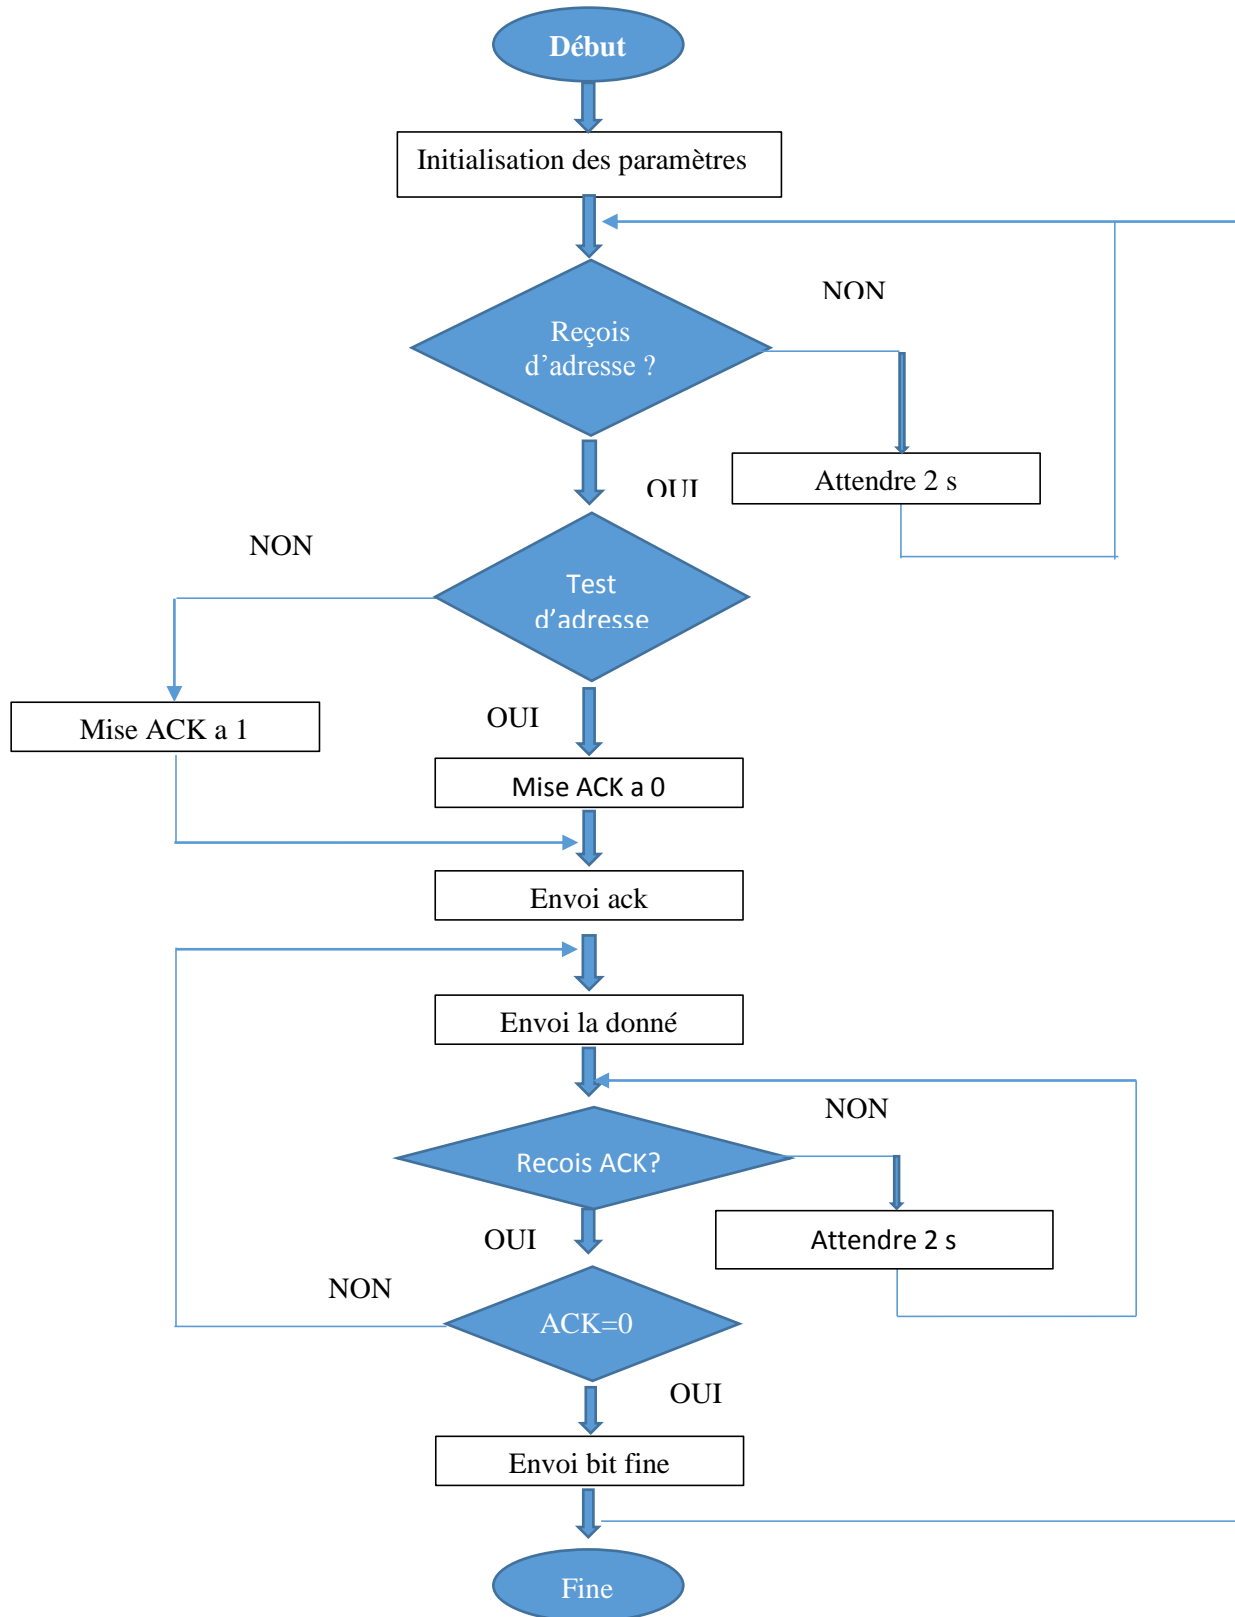 Début
Initialisation des paramètres
NON
Reçois
d’adresse ?
Attendre 2 s
OUI
NON
Test
d’adresse
Mise ACK a 1
OUI
Mise ACK a 0
Envoi ack
Envoi la donné
NON
Recois ACK?
Attendre 2 s
OUI
NON
ACK=0
OUI
Envoi bit fine
Fine